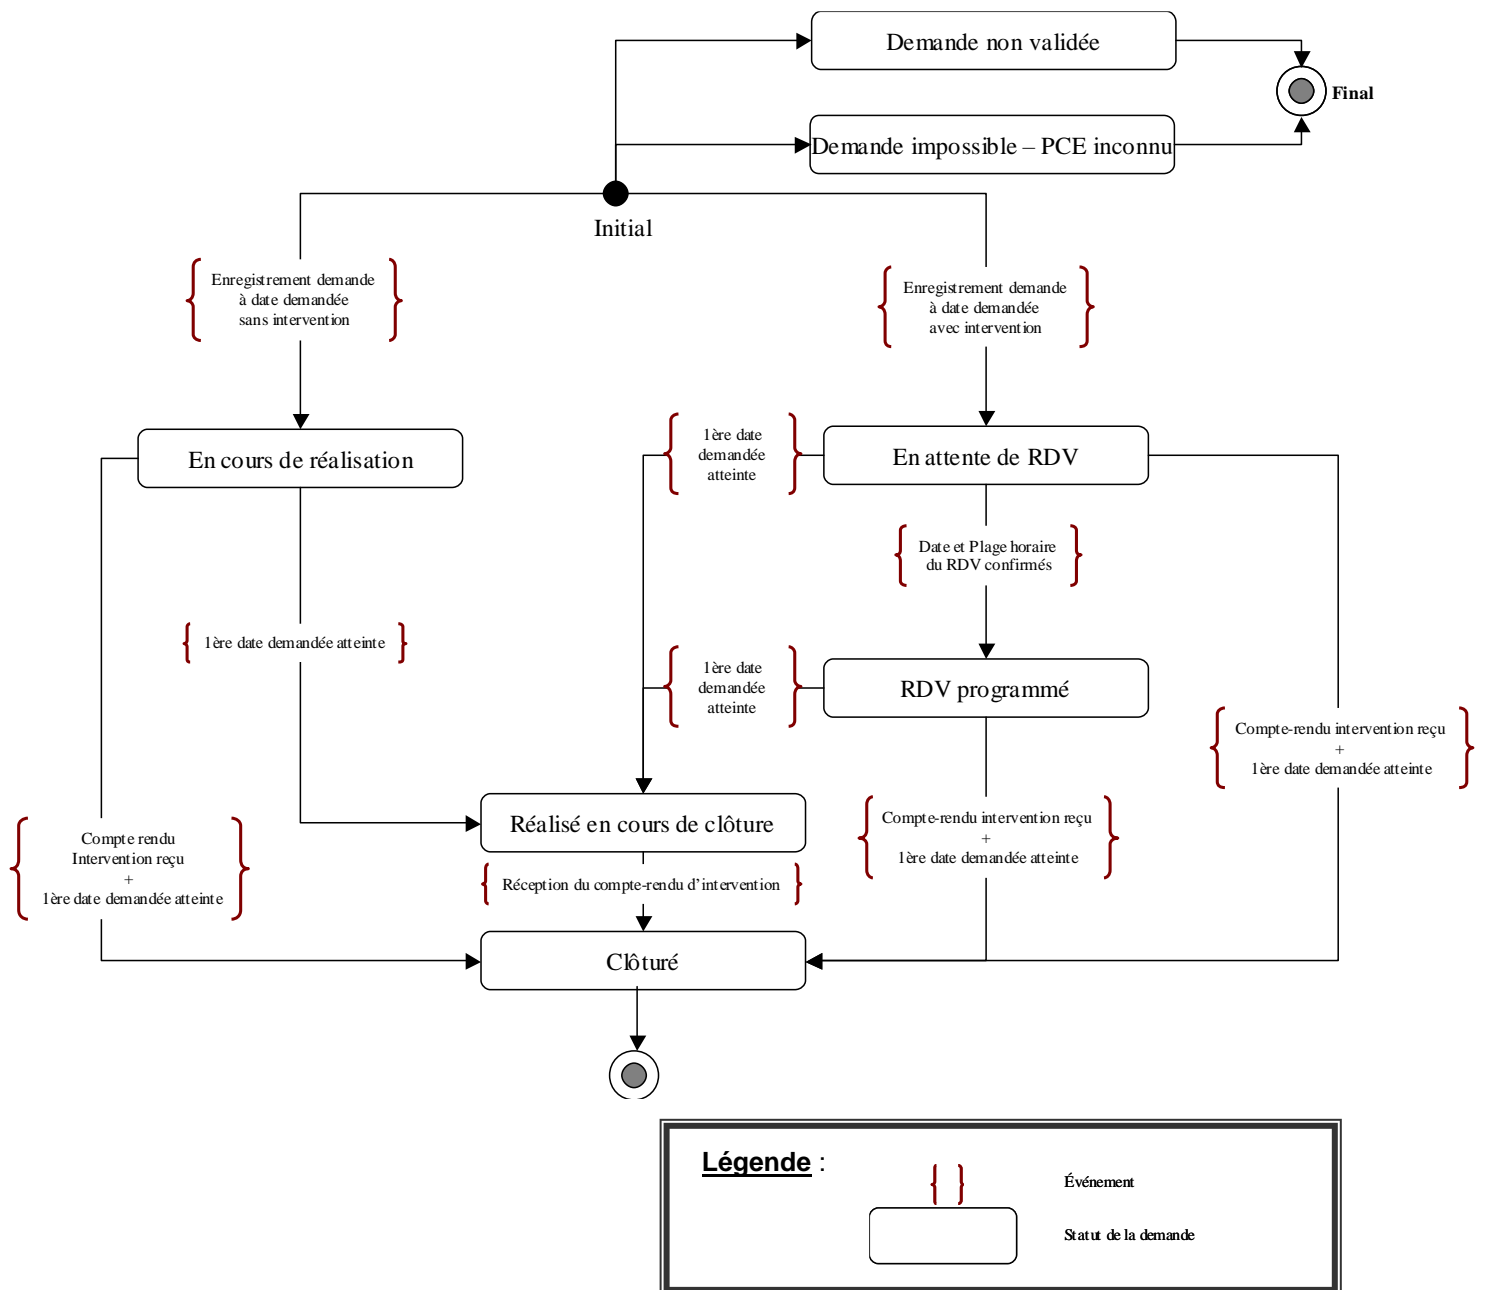 Demande non validée
Final
Demande impossible – PCE inconnu
Initial
Enregistrement demande
à date demandée
sans intervention
Enregistrement demande
à date demandée
avec intervention
En cours de réalisation
1ère date
demandée
atteinte
En attente de RDV
Date et Plage horaire
du RDV confirmés
1ère date demandée atteinte
1ère date
demandée
atteinte
RDV programmé
Compte-rendu intervention reçu
+
1ère date demandée atteinte
Réalisé en cours de clôture
Compte-rendu intervention reçu
+
1ère date demandée atteinte
Compte rendu
Intervention reçu
+
1ère date demandée atteinte
Réception du compte-rendu d’intervention
Clôturé
Légende :
{ } Événement
Statut de la demande